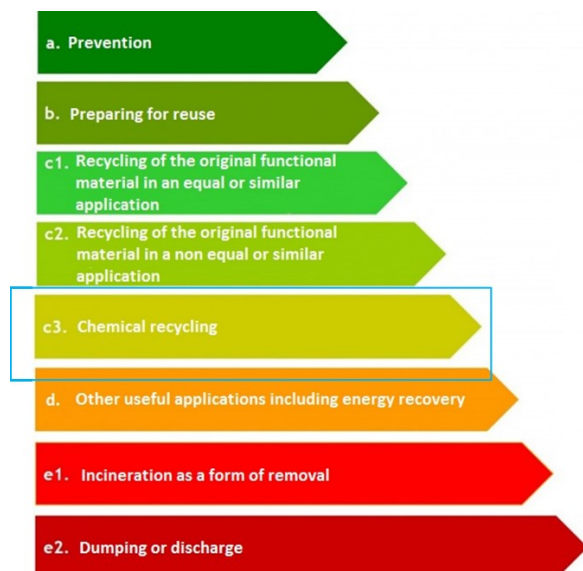 a. Prevention
b. Preparing for reuse
c1. Recycling of the original functional
material in an equal or similar
application
c2. Recycling of the original functional
material in a non equal or similar
application
c3. Chemical recycling
d. Other useful applications including energy recovery
e1. Incineration as a form of removal
e2. Dumping or discharge